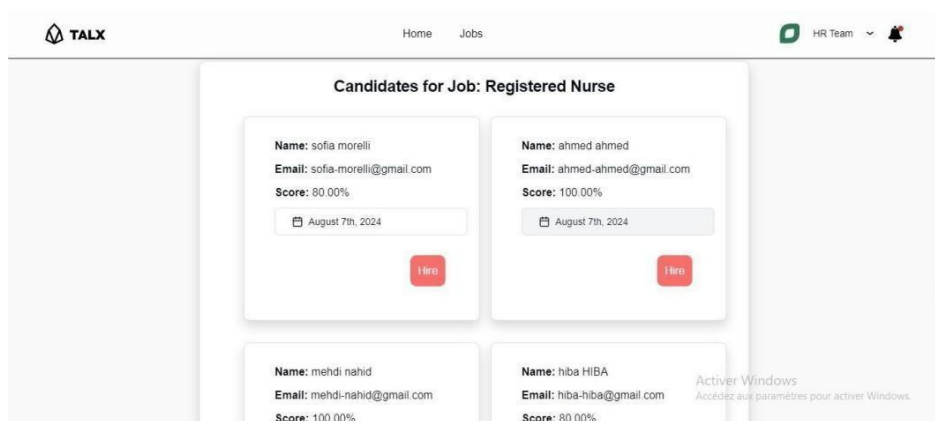 TALX
Home Jobs
HR Team
Candidates for Job: Registered Nurse
Name: sofia morelli
Email: sofia-morelli@gmail.com
Score: 80.00%
August 7th, 2024
Hire
Name: ahmed ahmed
Email: ahmed-ahmed@gmail.com
Score: 100.00%
August 7th, 2024
Hire
Name: mehdi nahid
Email: mehdi-nahid@gmail.com
Score: 100.00%
Name: hiba HIBA
Email: hiba-hiba@gmail.com
Score: 80.00%
Activer Windows
Accédez aux paramètres pour activer Windows.